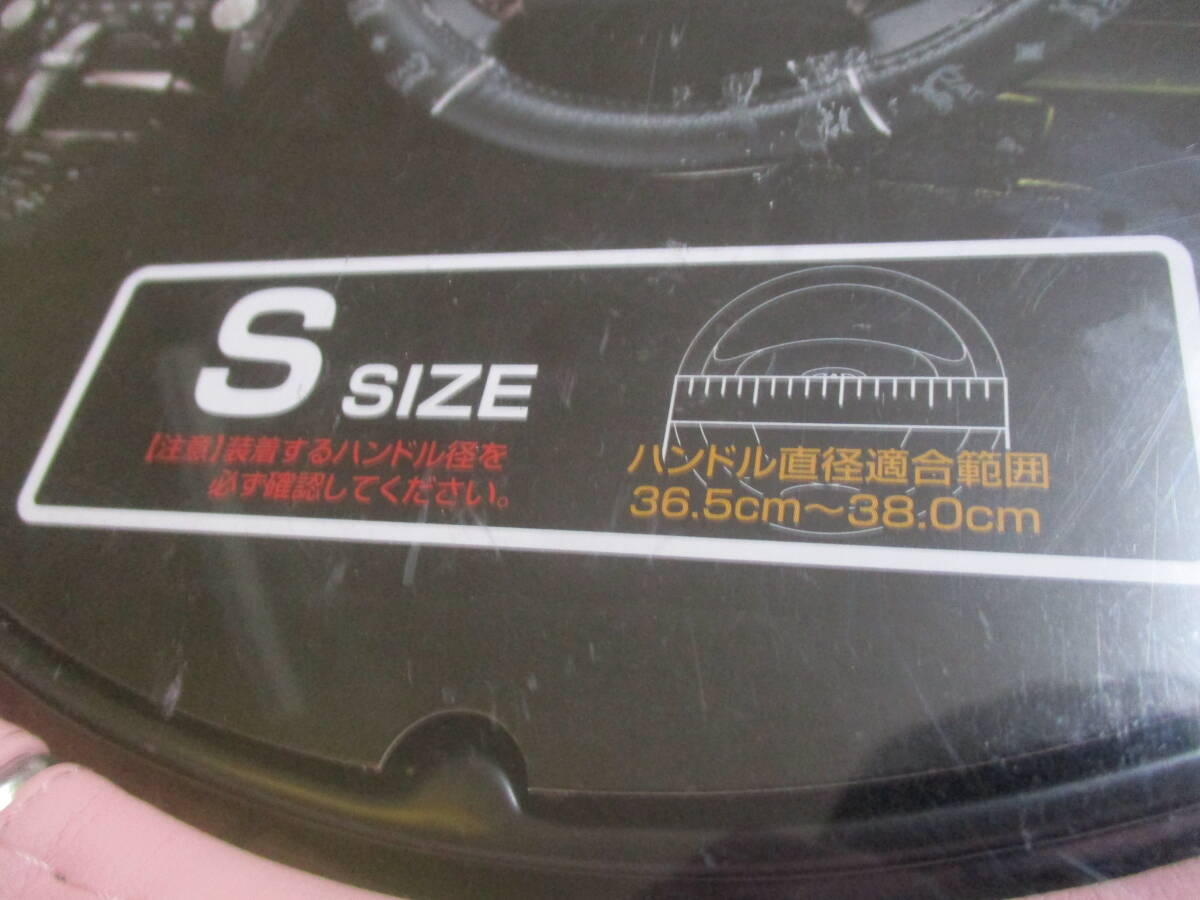 S SIZE
【注意】装着するハンドル径を
必ず確認してください。
ハンドル直径適合範囲
36.5cm～38.0cm